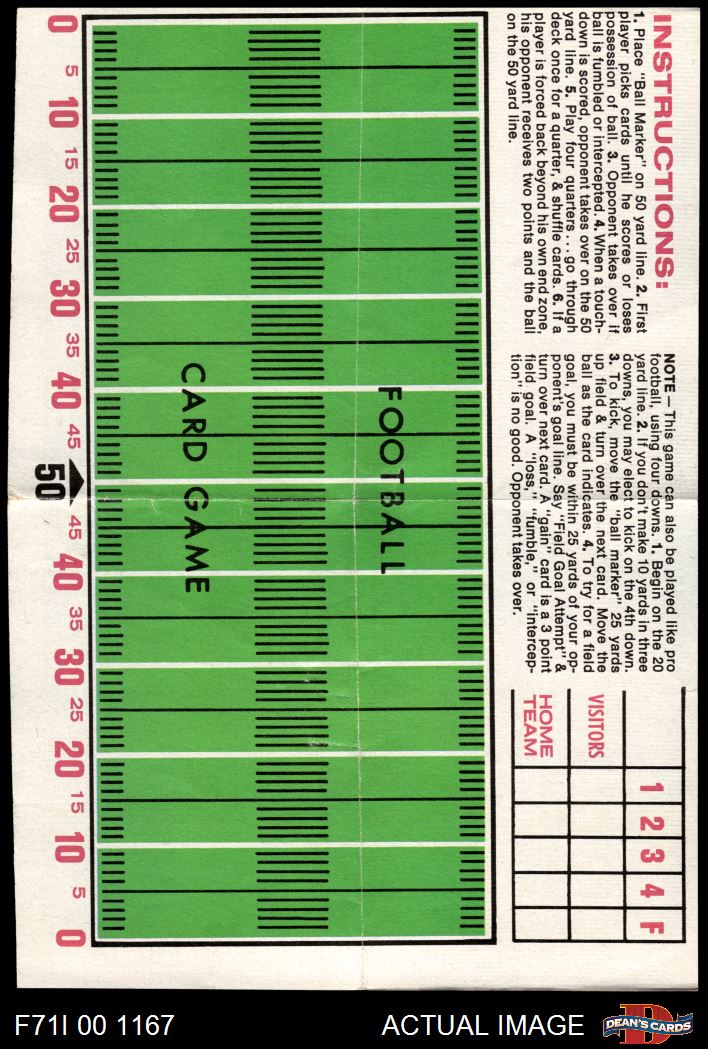 INSTRUCTIONS:
1. Place "Ball Marker" on 50 yard line. 2. First
player picks cards until he scores or loses
possession of ball. 3. Opponent takes over if
ball is fumbled or intercepted. 4. When a touch-
down is scored, opponent takes over on the 50
yard line. 5. Play four quarters... go through
deck once for a quarter, & shuffle cards. 6. If a
player is forced back beyond his own end zone,
his opponent receives two points and the ball
on the 50 yard line.
NOTE — This game can also be played like pro
football, using four downs. 1. Begin on the 20
yard line. 2. If you don't make 10 yards in three
downs, you may elect to kick on the 4th down.
3. To kick, move the "ball marker" 25 yards
up field & turn over the next card. Move the
ball as the card indicates. 4. To try for a field
goal, you must be within 25 yards of your op-
ponent's goal line. Say "Field Goal Attempt" &
turn over next card. A "gain" card is a 3 point
field goal. A "loss," "fumble," or "intercep-
tion" is no good. Opponent takes over.
1 2 3 4 F
VISITORS
HOME
TEAM
FOOTBALL
CARD GAME
0 5 10 15 20 25 30 35 40 45 50 45 40 35 30 25 20 15 10 5 0
F71I 00 1167
ACTUAL IMAGE
D
DEAN'S CARDS